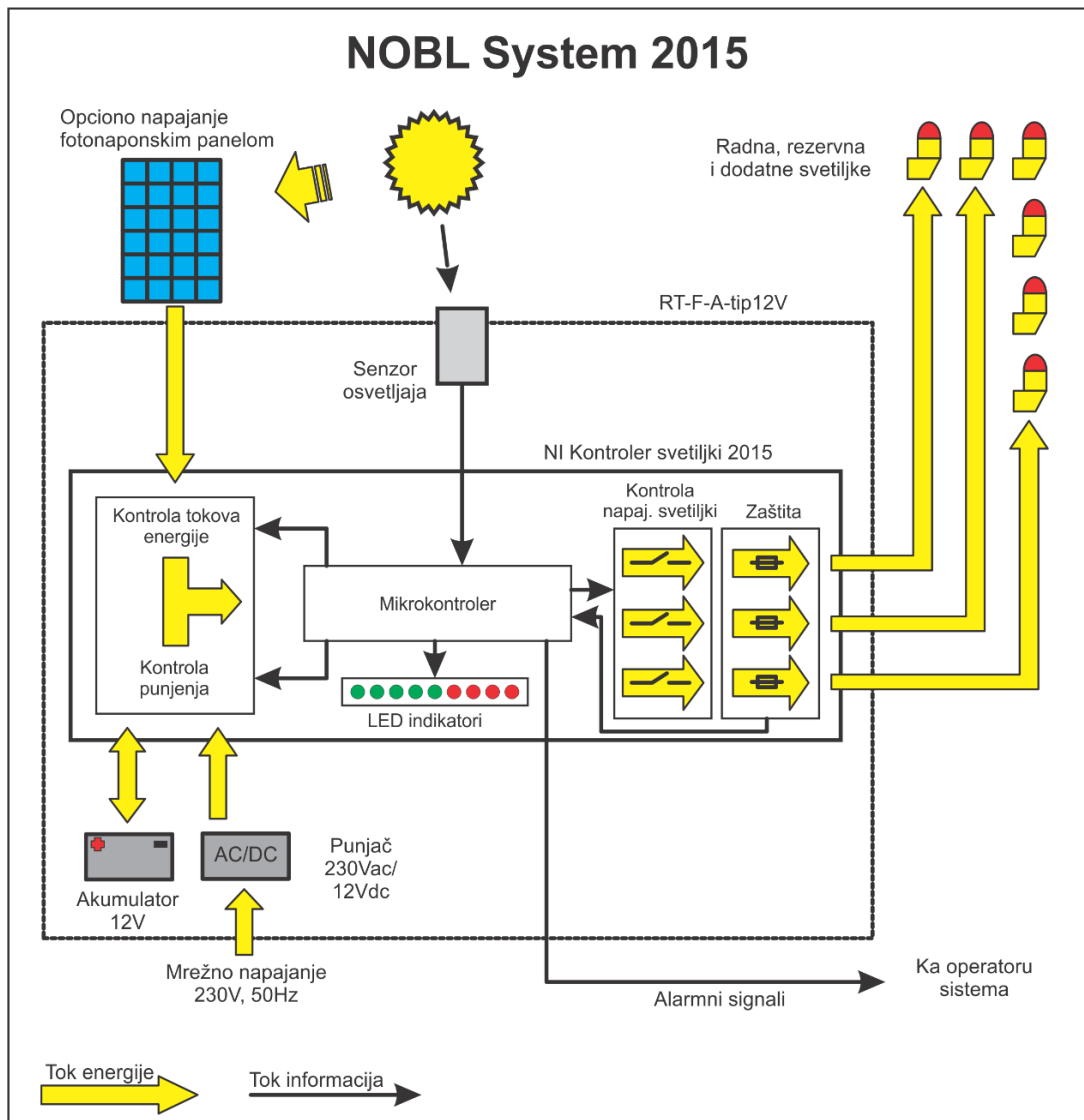 NOBL System 2015
Opciono napajanje
fotonaponskim panelom
Radna, rezervna
i dodatne svetiljke
RT-F-A-tip12V
Senzor
osvetljaja
NI Kontroler svetiljki 2015
Kontrola tokova
energije
Kontrola
punjenja
Mikrokontroler
LED indikatori
Kontrola
napaj. svetiljki
Zaštita
Akumulator
12V
AC/DC
Punjač
230Vac/
12Vdc
Mrežno napajanje
230V, 50Hz
Alarmni signali
Ka operatoru
sistema
Tok energije
Tok informacija